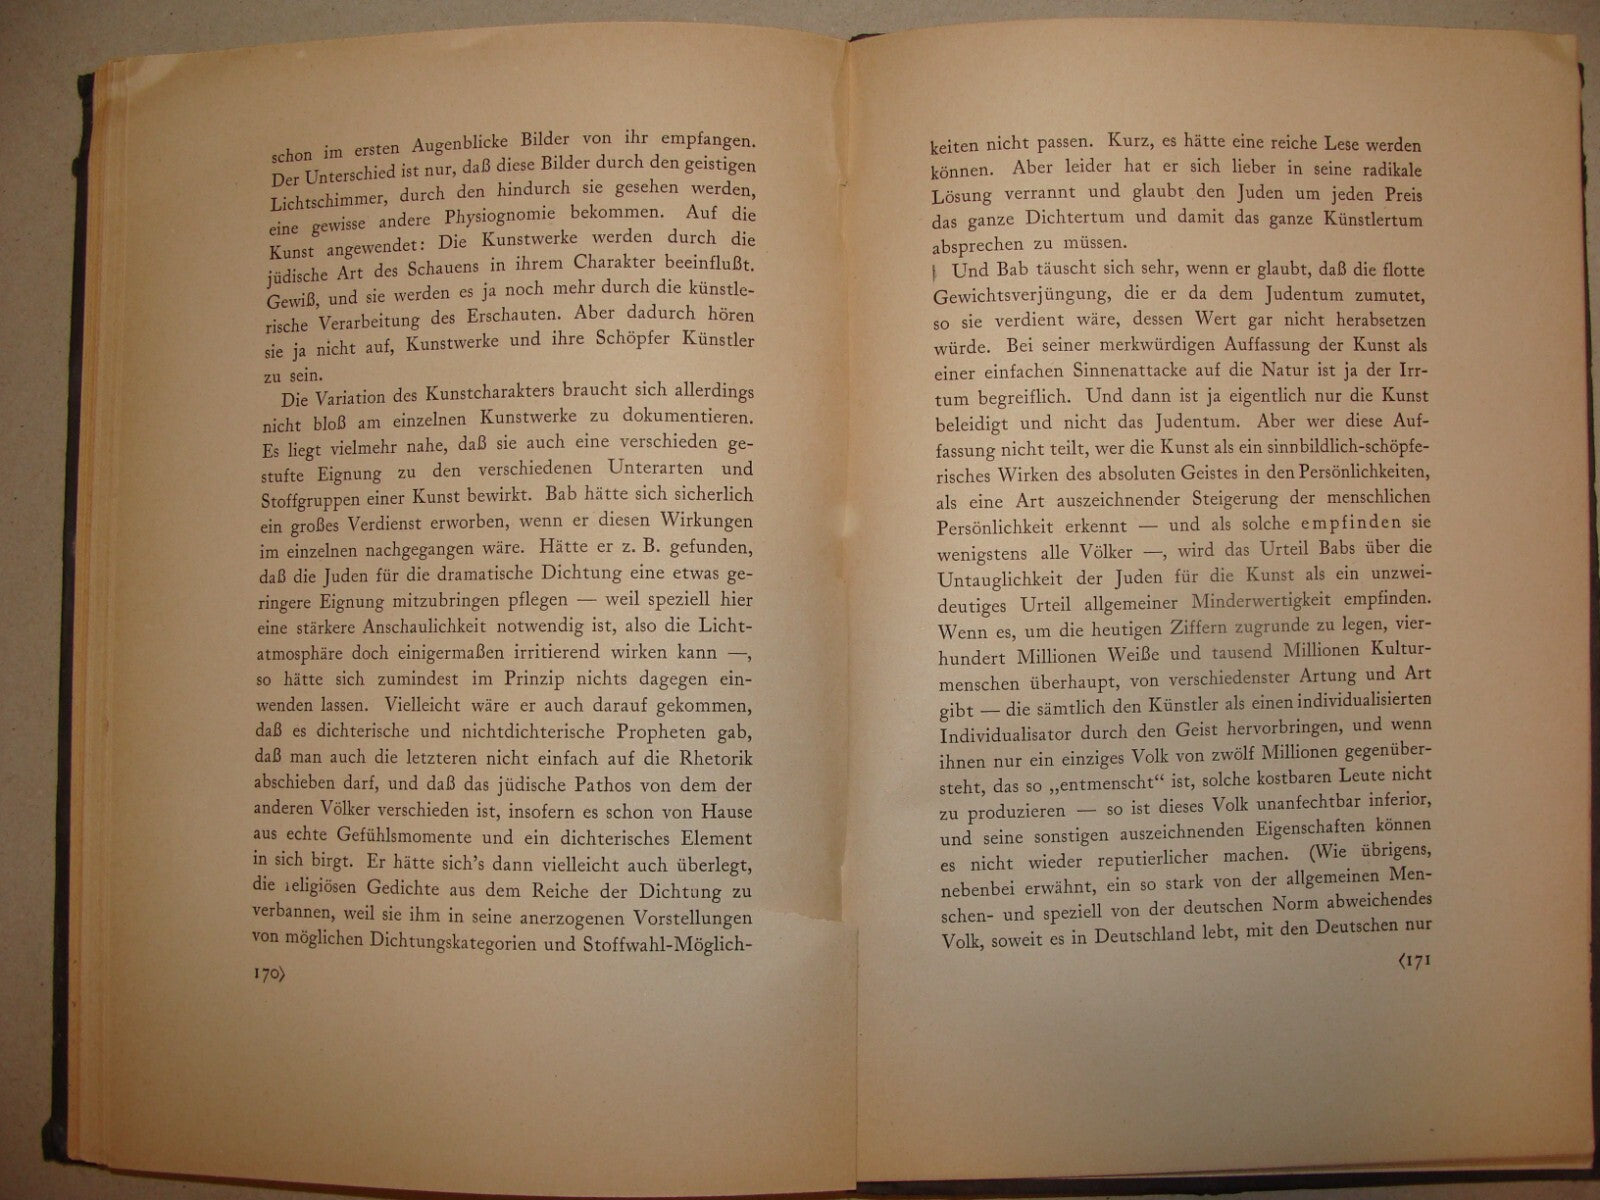 schon im ersten Augenblicke Bilder von ihr empfangen.
Der Unterschied ist nur, daß diese Bilder durch den geistigen
Lichtschimmer, durch den hindurch sie gesehen werden,
eine gewisse andere Physiognomie bekommen. Auf die
Kunst angewendet: Die Kunstwerke werden durch die
jüdische Art des Schauens in ihrem Charakter beeinflußt.
Gewiß, und sie werden es ja noch mehr durch die künstle-
rische Verarbeitung des Erschauten. Aber dadurch hören
sie ja nicht auf, Kunstwerke und ihre Schöpfer Künstler
zu sein.
Die Variation des Kunstcharakters braucht sich allerdings
nicht bloß am einzelnen Kunstwerke zu dokumentieren.
Es liegt vielmehr nahe, daß sie auch eine verschieden ge-
stufte Eignung zu den verschiedenen Unterarten und
Stoffgruppen einer Kunst bewirkt. Bab hätte sich sicherlich
ein großes Verdienst erworben, wenn er diesen Wirkungen
im einzelnen nachgegangen wäre. Hätte er z. B. gefunden,
daß die Juden für die dramatische Dichtung eine etwas ge-
ringere Eignung mitzubringen pflegen — weil speziell hier
eine stärkere Anschaulichkeit notwendig ist, also die Licht-
atmosphäre doch einigermaßen irritierend wirken kann —,
so hätte sich zumindest im Prinzip nichts dagegen ein-
wenden lassen. Vielleicht wäre er auch darauf gekommen,
daß es dichterische und nichtdichterische Propheten gab,
daß man auch die letzteren nicht einfach auf die Rhetorik
abschieben darf, und daß das jüdische Pathos von dem der
anderen Völker verschieden ist, insofern es schon von Hause
aus echte Gefühlsmomente und ein dichterisches Element
in sich birgt. Er hätte sich's dann vielleicht auch überlegt,
die religiösen Gedichte aus dem Reiche der Dichtung zu
verbannen, weil sie ihm in seine anerzogenen Vorstellungen
von möglichen Dichtungskategorien und Stoffwahl-Möglich-
170⟩
keiten nicht passen. Kurz, es hätte eine reiche Lese werden
können. Aber leider hat er sich lieber in seine radikale
Lösung verrannt und glaubt den Juden um jeden Preis
das ganze Dichtertum und damit das ganze Künstlertum
absprechen zu müssen.
Und Bab täuscht sich sehr, wenn er glaubt, daß die flotte
Gewichtsverjüngung, die er da dem Judentum zumutet,
so sie verdient wäre, dessen Wert gar nicht herabsetzen
würde. Bei seiner merkwürdigen Auffassung der Kunst als
einer einfachen Sinnenattacke auf die Natur ist ja der Irr-
tum begreiflich. Und dann ist ja eigentlich nur die Kunst
beleidigt und nicht das Judentum. Aber wer diese Auf-
fassung nicht teilt, wer die Kunst als ein sinnbildlich-schöpfe-
risches Wirken des absoluten Geistes in den Persönlichkeiten,
als eine Art auszeichnender Steigerung der menschlichen
Persönlichkeit erkennt — und als solche empfinden sie
wenigstens alle Völker —, wird das Urteil Babs über die
Untauglichkeit der Juden für die Kunst als ein unzwei-
deutiges Urteil allgemeiner Minderwertigkeit empfinden.
Wenn es, um die heutigen Ziffern zugrunde zu legen, vier-
hundert Millionen Weiße und tausend Millionen Kultur-
menschen überhaupt, von verschiedenster Artung und Art
gibt — die sämtlich den Künstler als einen individualisierten
Individualisator durch den Geist hervorbringen, und wenn
ihnen nur ein einziges Volk von zwölf Millionen gegenüber-
steht, das so „entmenscht“ ist, solche kostbaren Leute nicht
zu produzieren — so ist dieses Volk unanfechtbar inferior,
und seine sonstigen auszeichnenden Eigenschaften können
es nicht wieder reputierlicher machen. (Wie übrigens,
nebenbei erwähnt, ein so stark von der allgemeinen Men-
schen- und speziell von der deutschen Norm abweichendes
Volk, soweit es in Deutschland lebt, mit den Deutschen nur
⟨171